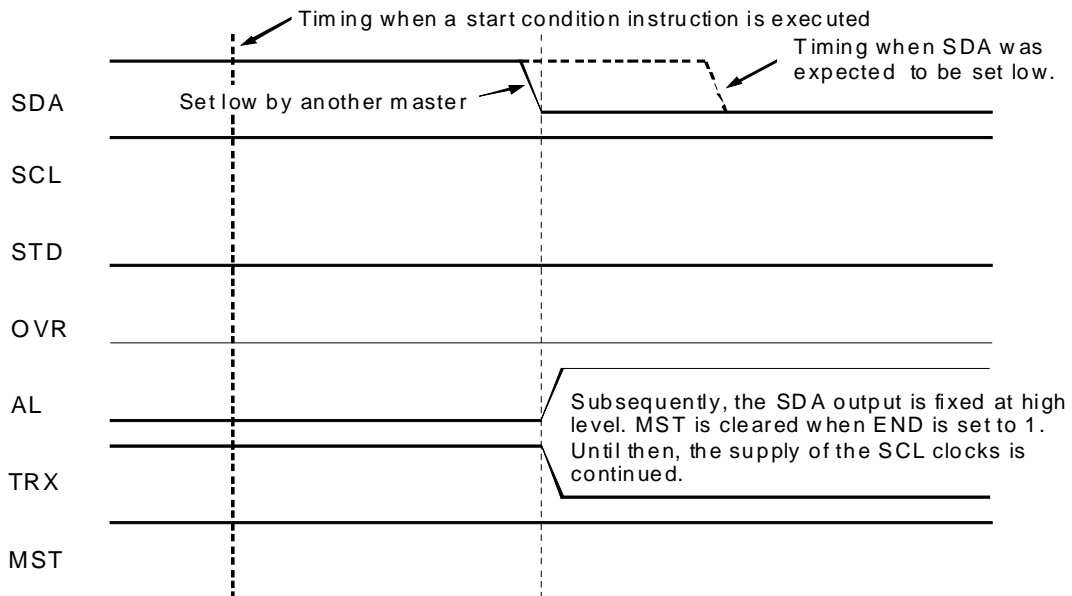 Timing when a start condition instruction is executed
Timing when SDA was
expected to be set low.
SDA
Set low by another master
SCL
STD
OVR
AL
Subsequently, the SDA output is fixed at high
level. MST is cleared when END is set to 1.
Until then, the supply of the SCL clocks is
continued.
TRX
MST